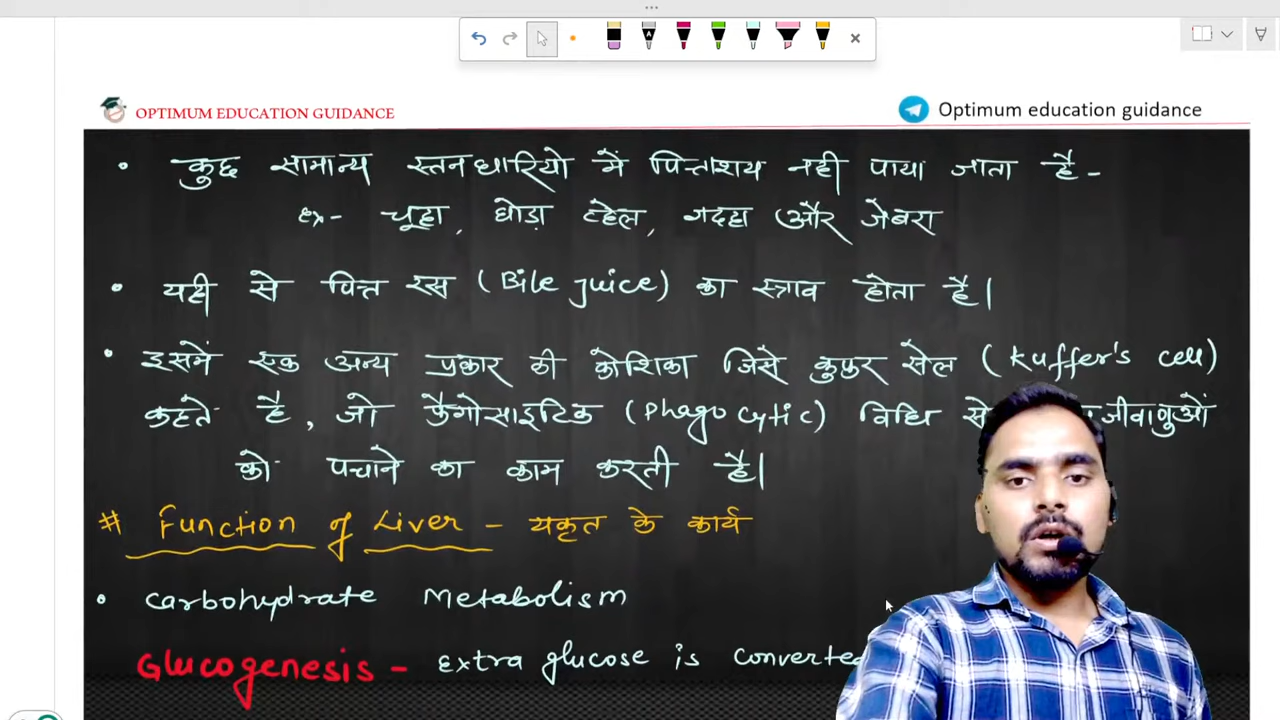 OPTIMUM EDUCATION GUIDANCE
Optimum education guidance
• कुछ सामान्य स्तनधारियो में पित्ताशय नही पाया जाता है -
Ex- चूहा, घोड़ा व्हेल, गदहा और जेबरा
• यही से पित्त रस (Bile juice) का स्त्राव होता है।
• इसमें एक अन्य प्रकार की कोशिका जिसे कुफ़र सेल (Kuffer's cell)
कहते है, जो फैगोसाइटिक (Phagocytic) विधि से जीवाणुओं
को पचाने का काम करती है।
# Function of Liver - यकृत के कार्य
• Carbohydrate Metabolism
Glucogenesis - Extra glucose is converted